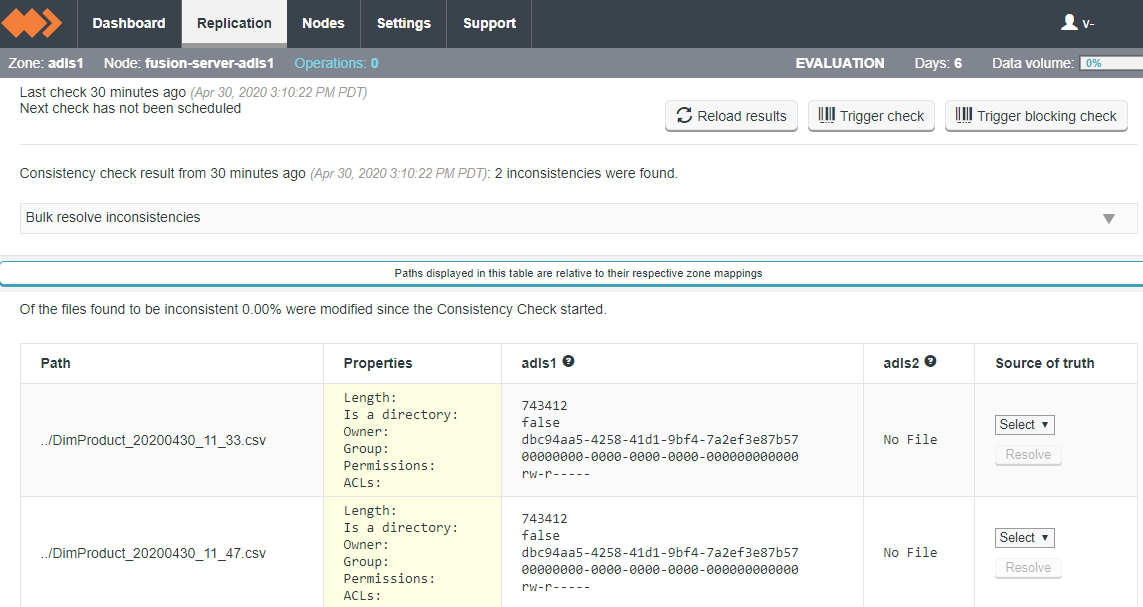 Dashboard Replication Nodes Settings Support v-
Zone: adls1 Node: fusion-server-adls1 Operations: 0 EVALUATION Days: 6 Data volume: 0%
Last check 30 minutes ago (Apr 30, 2020 3:10:22 PM PDT)
Next check has not been scheduled
Reload results Trigger check Trigger blocking check
Consistency check result from 30 minutes ago (Apr 30, 2020 3:10:22 PM PDT): 2 inconsistencies were found.
Bulk resolve inconsistencies
Paths displayed in this table are relative to their respective zone mappings
Of the files found to be inconsistent 0.00% were modified since the Consistency Check started.
Path Properties adls1 adls2 Source of truth
../DimProduct_20200430_11_33.csv
Length:
Is a directory:
Owner:
Group:
Permissions:
ACLs:
743412
false
dbc94aa5-4258-41d1-9bf4-7a2ef3e87b57
00000000-0000-0000-0000-000000000000
rw-r-----
No File
Select
Resolve
../DimProduct_20200430_11_47.csv
Length:
Is a directory:
Owner:
Group:
Permissions:
ACLs:
743412
false
dbc94aa5-4258-41d1-9bf4-7a2ef3e87b57
00000000-0000-0000-0000-000000000000
rw-r-----
No File
Select
Resolve